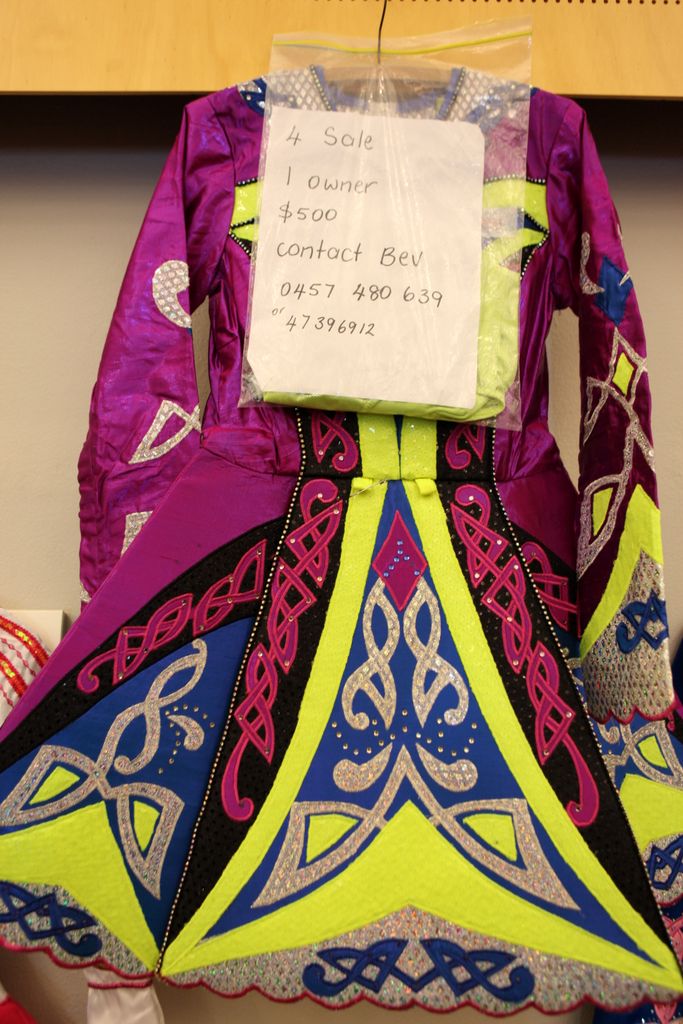 4 Sale
1 owner
$500
contact Bev
0457 480 639
or 47396912